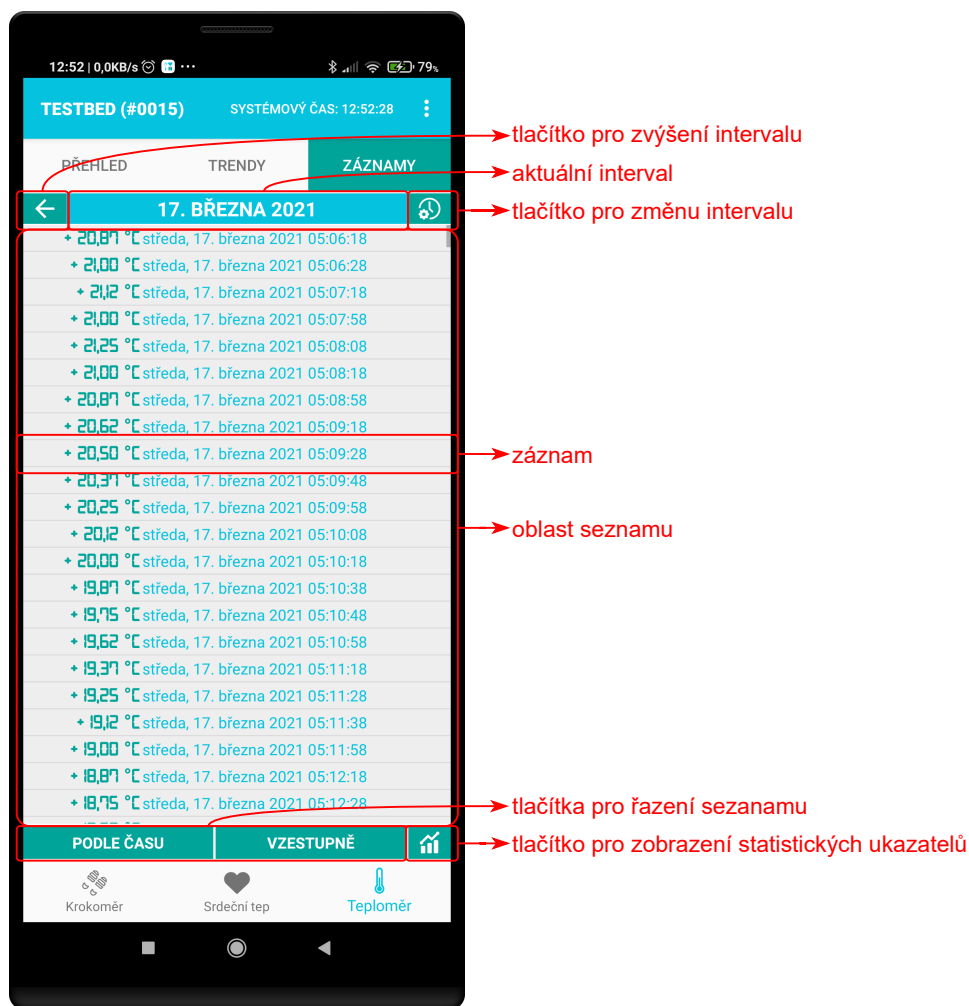 12:52 | 0,0KB/s ... 79%
TESTBED (#0015) SYSTÉMOVÝ ČAS: 12:52:28
tlačítko pro zvýšení intervalu
PŘEHLED TRENDY ZÁZNAMY
aktuální interval
17. BŘEZNA 2021
tlačítko pro změnu intervalu
+ 20,87 °C středa, 17. března 2021 05:06:18
+ 21,00 °C středa, 17. března 2021 05:06:28
+ 21,12 °C středa, 17. března 2021 05:07:18
+ 21,00 °C středa, 17. března 2021 05:07:58
+ 21,25 °C středa, 17. března 2021 05:08:08
+ 21,00 °C středa, 17. března 2021 05:08:18
+ 20,87 °C středa, 17. března 2021 05:08:58
+ 20,62 °C středa, 17. března 2021 05:09:18
+ 20,50 °C středa, 17. března 2021 05:09:28
záznam
+ 20,37 °C středa, 17. března 2021 05:09:48
+ 20,25 °C středa, 17. března 2021 05:09:58
+ 20,12 °C středa, 17. března 2021 05:10:08
oblast seznamu
+ 20,00 °C středa, 17. března 2021 05:10:18
+ 19,87 °C středa, 17. března 2021 05:10:38
+ 19,75 °C středa, 17. března 2021 05:10:48
+ 19,62 °C středa, 17. března 2021 05:10:58
+ 19,37 °C středa, 17. března 2021 05:11:18
+ 19,25 °C středa, 17. března 2021 05:11:28
+ 19,12 °C středa, 17. března 2021 05:11:38
+ 19,00 °C středa, 17. března 2021 05:11:58
+ 18,87 °C středa, 17. března 2021 05:12:18
+ 18,75 °C středa, 17. března 2021 05:12:28
tlačítka pro řazení sezanamu
PODLE ČASU VZESTUPNĚ
tlačítko pro zobrazení statistických ukazatelů
Krokoměr Srdeční tep Teploměr